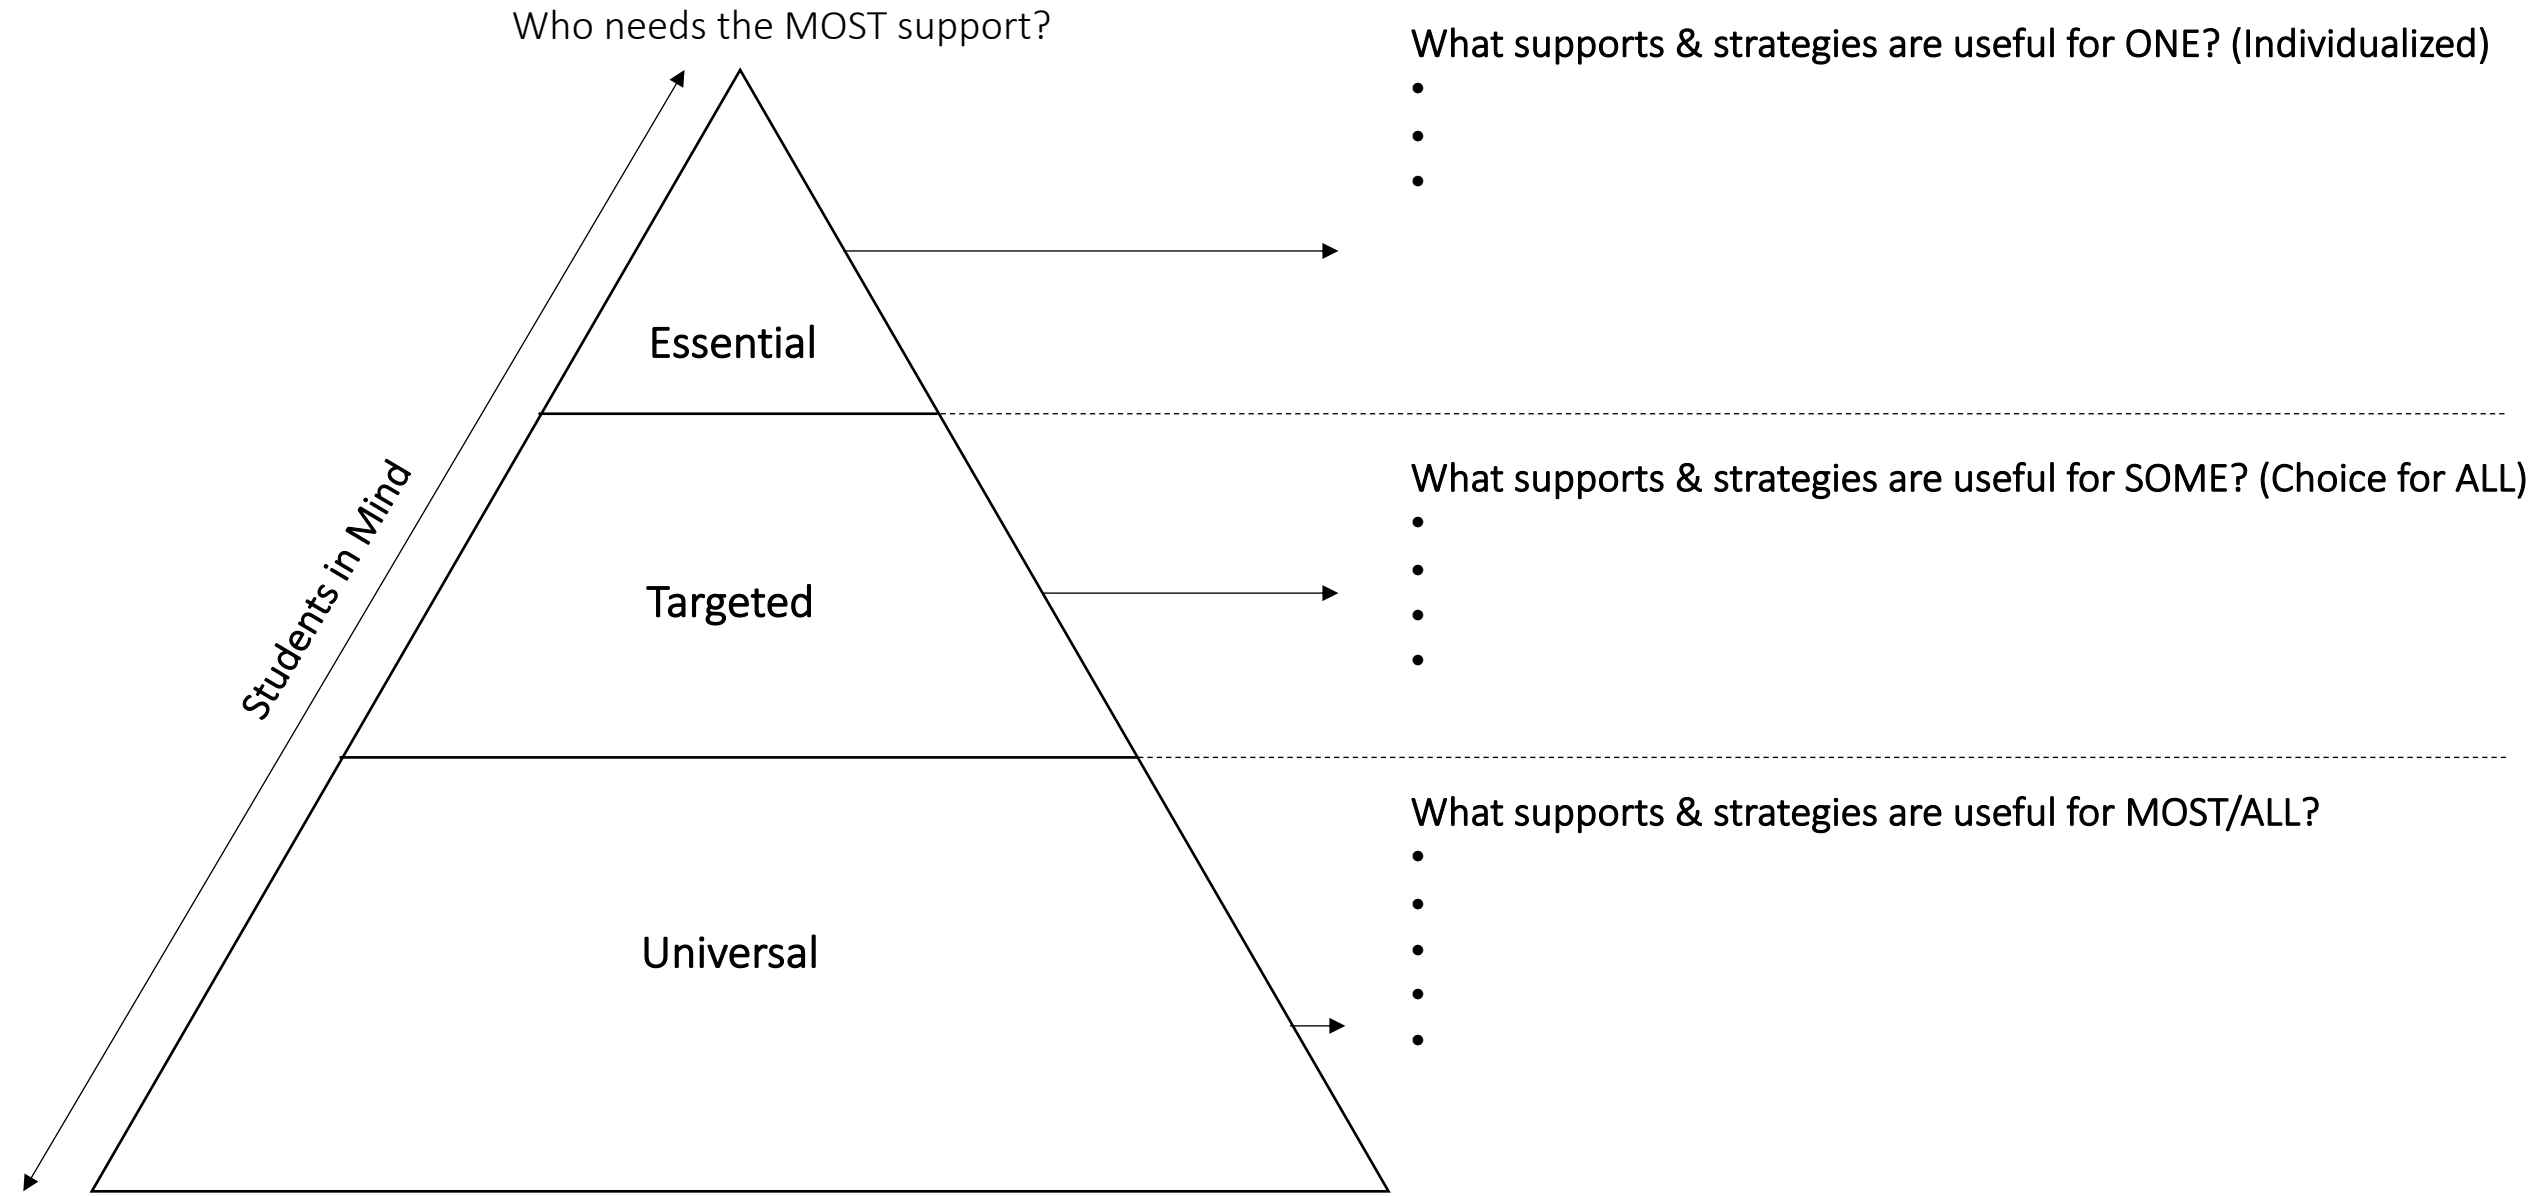 Who needs the MOST support?
What supports & strategies are useful for ONE? (Individualized)
•
•
•
Essential
Students in Mind
What supports & strategies are useful for SOME? (Choice for ALL)
•
•
•
•
Targeted
What supports & strategies are useful for MOST/ALL?
•
•
•
•
•
Universal